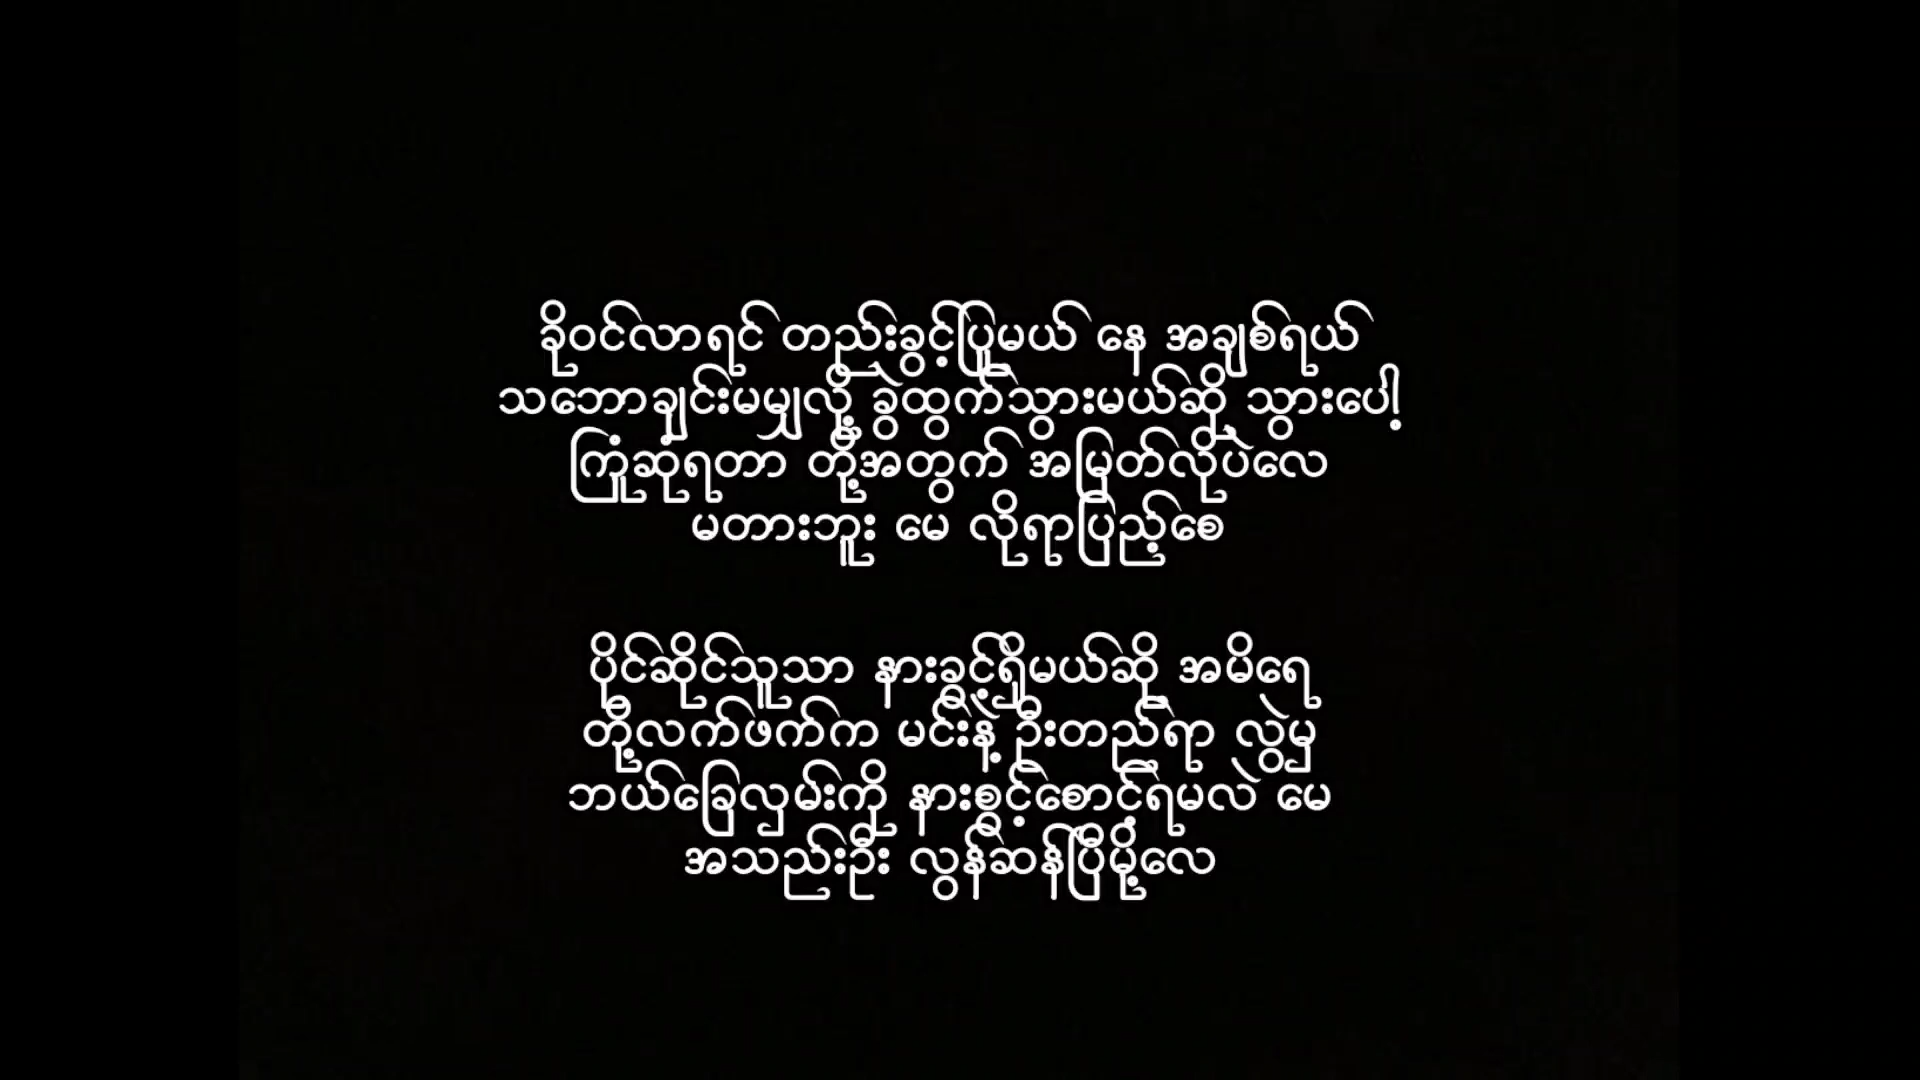 ခိုဝင်လာရင် တည်းခွင့်ပြုမယ် နေ အချစ်ရယ်
သဘောချင်းမမျှလို့ ခွဲထွက်သွားမယ်ဆို သွားပေါ့
ကြုံဆုံရတာ တို့အတွက် အမြတ်လိုပဲလေ
မတားဘူး မေ လိုရာပြည့်စေ
ပိုင်ဆိုင်သူသာ နားခွင့်ရှိမယ်ဆို အမိရေ
တို့လက်ဖက်က မင်းနဲ့ ဦးတည်ရာ လွဲမှ
ဘယ်ခြေလှမ်းကို နားစွင့်စောင့်ရမလဲ မေ
အသည်းဦး လွန်ဆန်ပြီမို့လေ